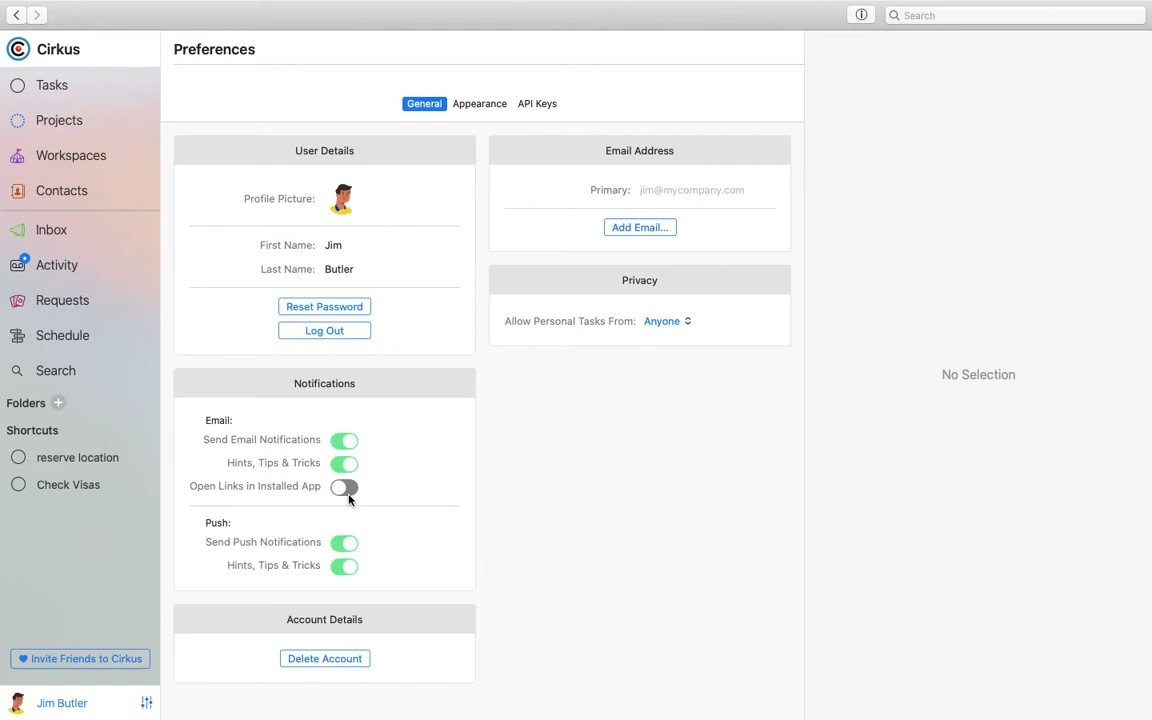 Search
Cirkus
Tasks
Projects
Workspaces
Contacts
Inbox
Activity
Requests
Schedule
Search
Folders
Shortcuts
reserve location
Check Visas
Invite Friends to Cirkus
Jim Butler
Preferences
General Appearance API Keys
User Details
Profile Picture:
First Name: Jim
Last Name: Butler
Reset Password
Log Out
Notifications
Email:
Send Email Notifications
Hints, Tips & Tricks
Open Links in Installed App
Push:
Send Push Notifications
Hints, Tips & Tricks
Account Details
Delete Account
Email Address
Primary: jim@mycompany.com
Add Email...
Privacy
Allow Personal Tasks From: Anyone
No Selection